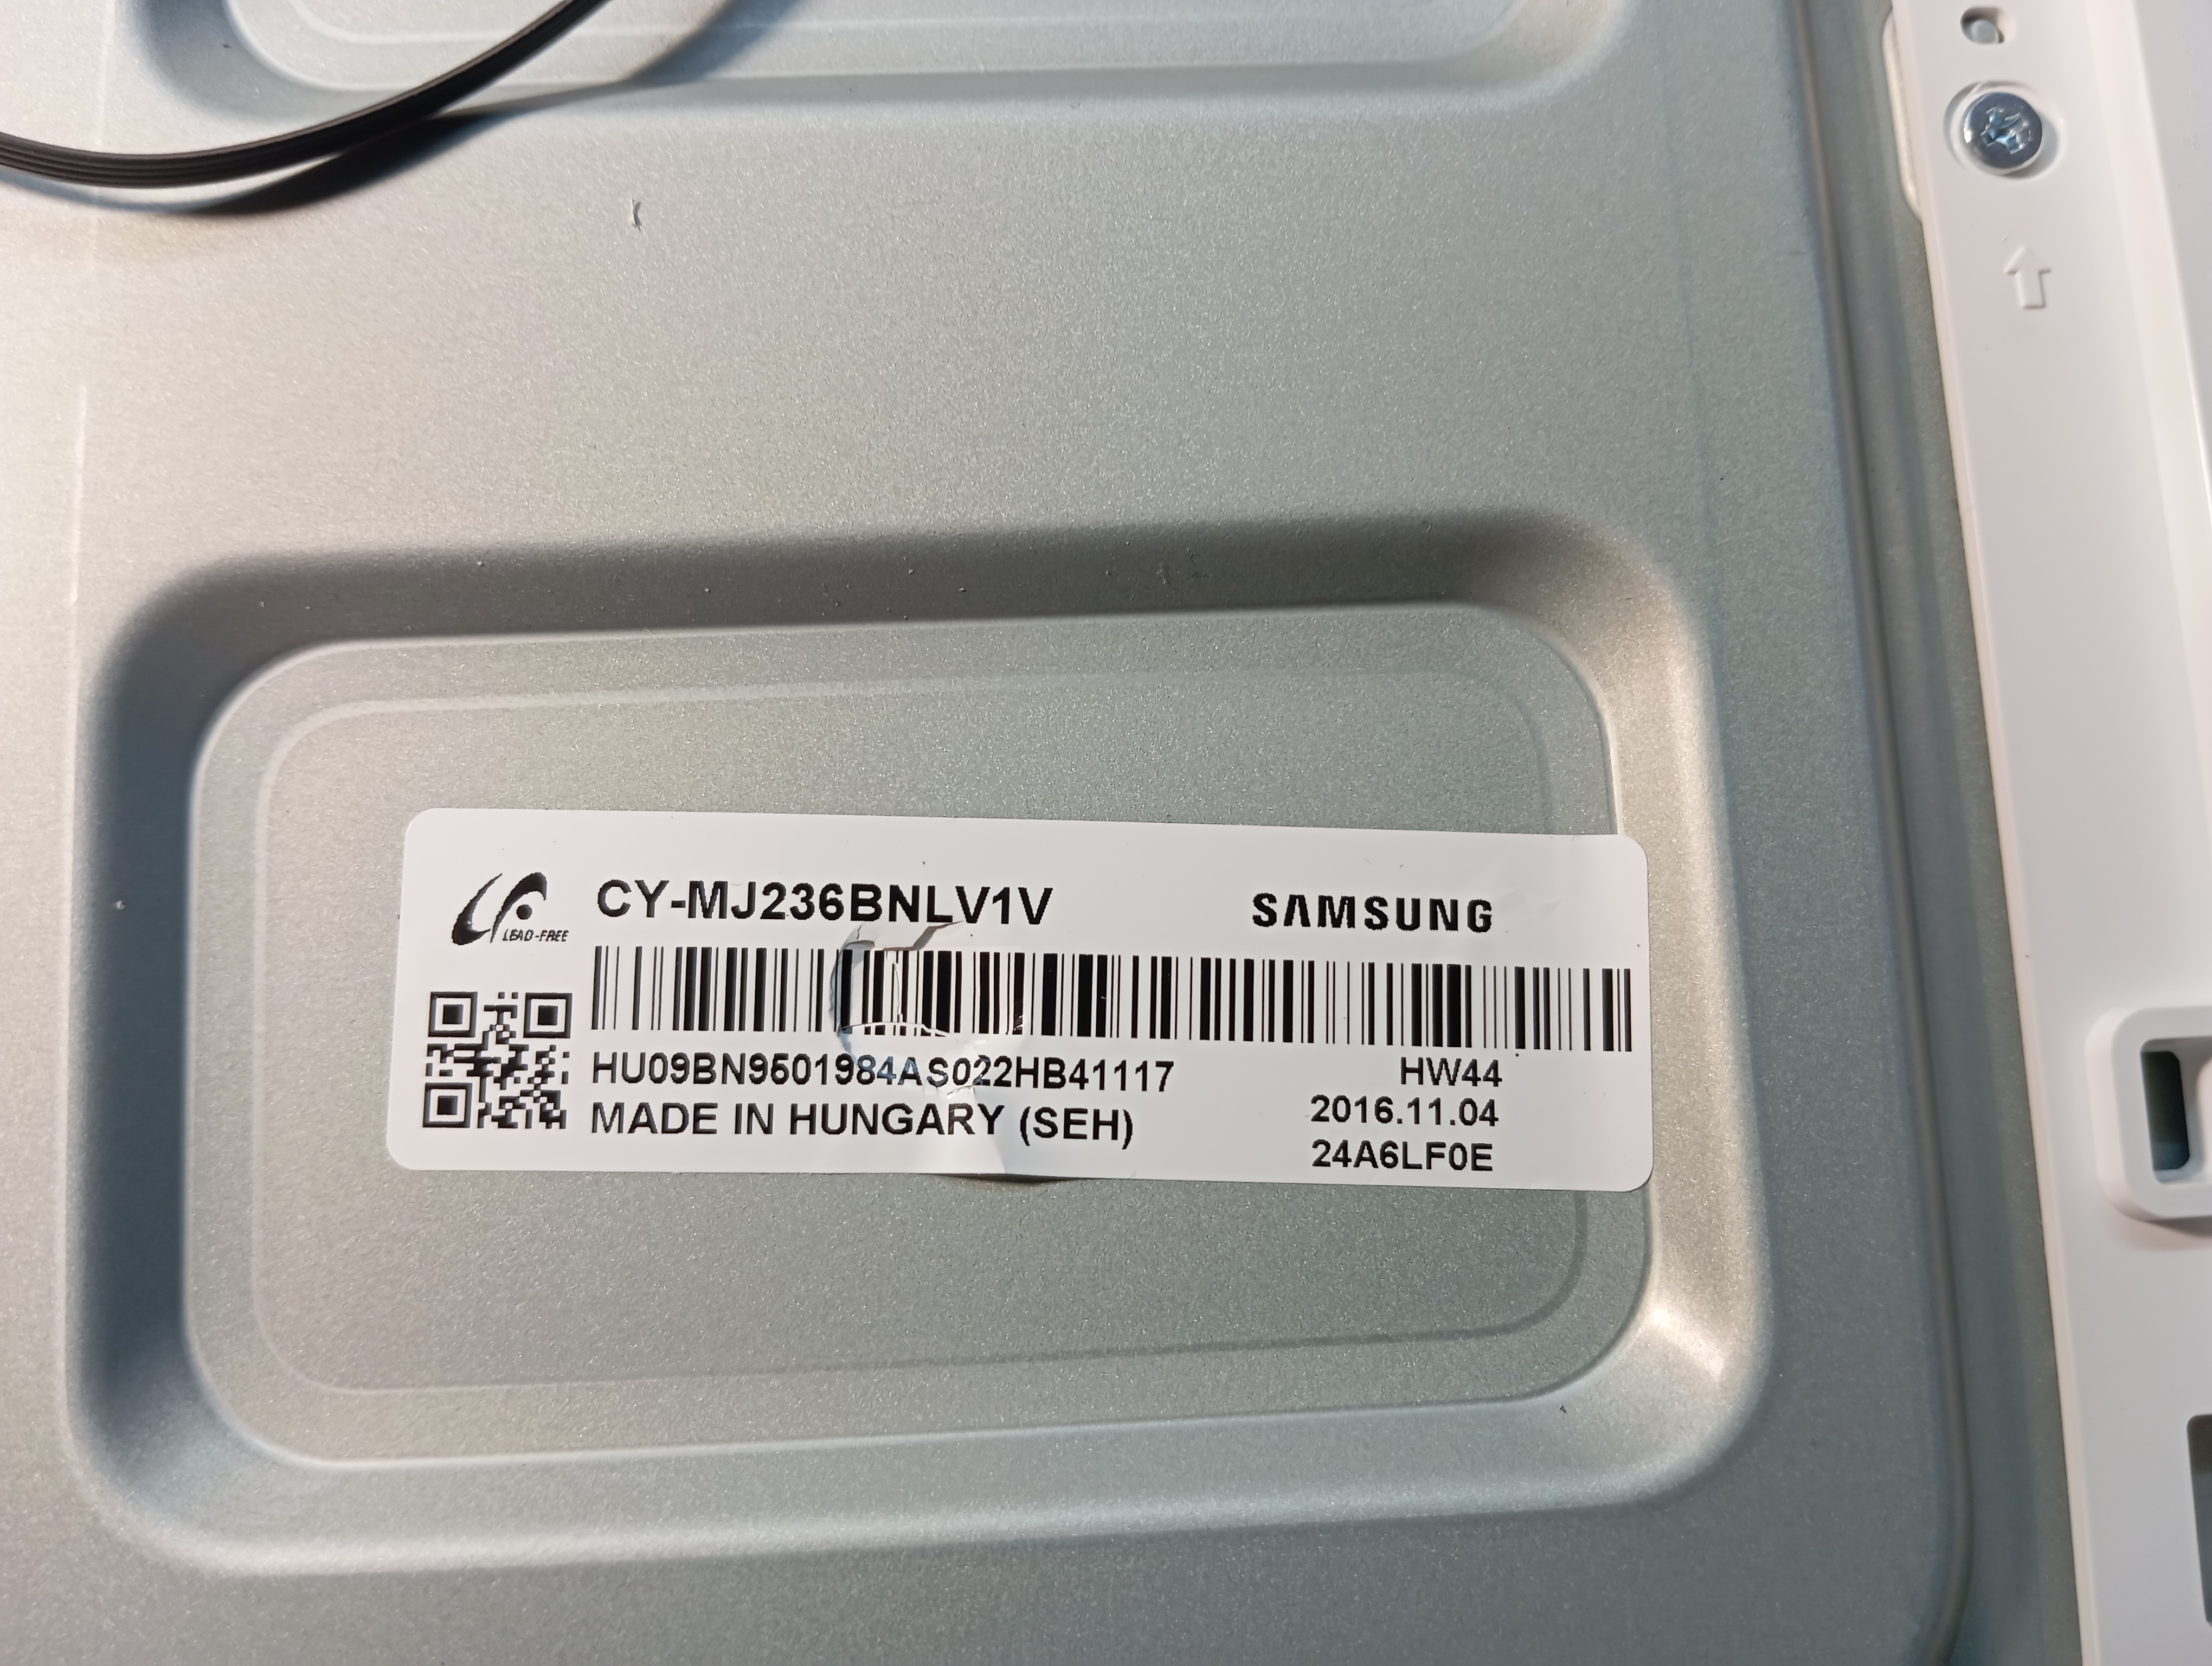 CY-MJ236BNLV1V
SAMSUNG
LEAD-FREE
HU09BN9501984AS022HB41117
HW44
MADE IN HUNGARY (SEH)
2016.11.04
24A6LF0E